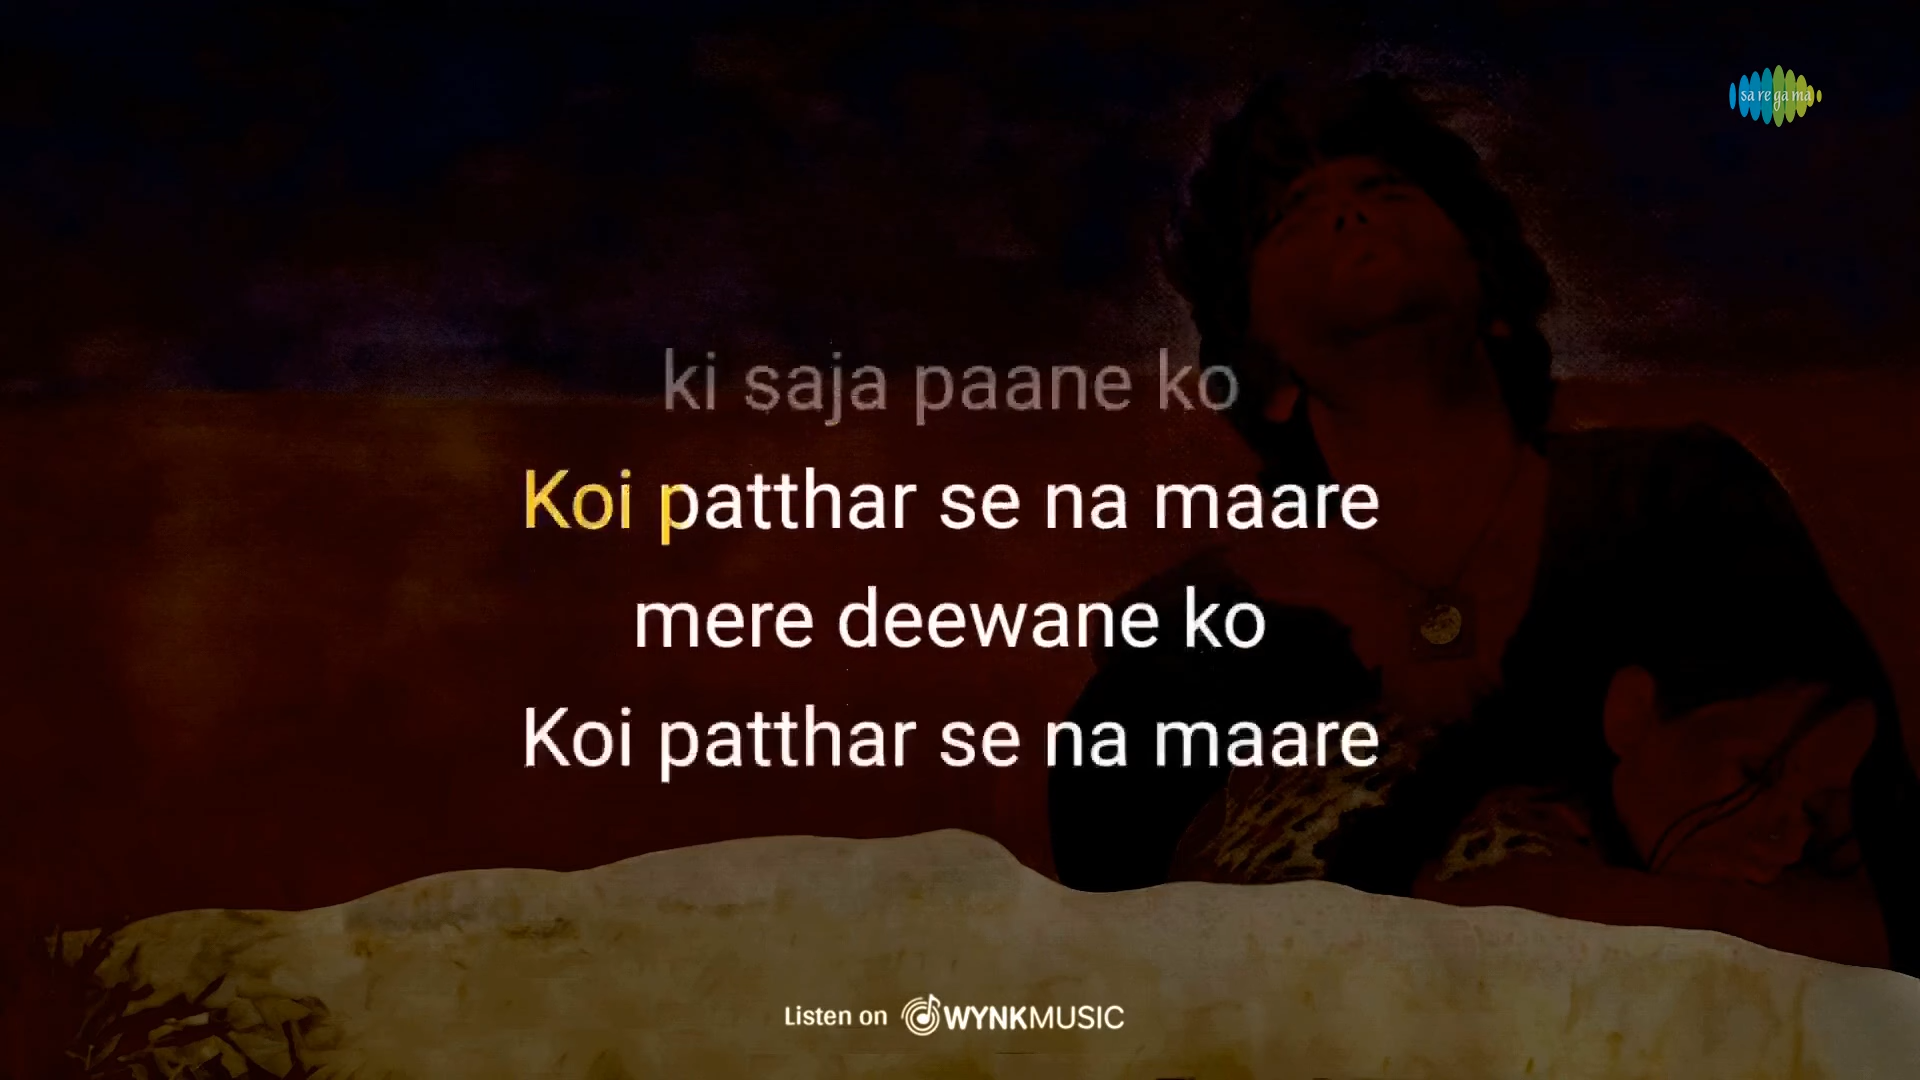 sa re ga ma
ki saja paane ko
Koi patthar se na maare
mere deewane ko
Koi patthar se na maare
Listen on WYNKMUSIC